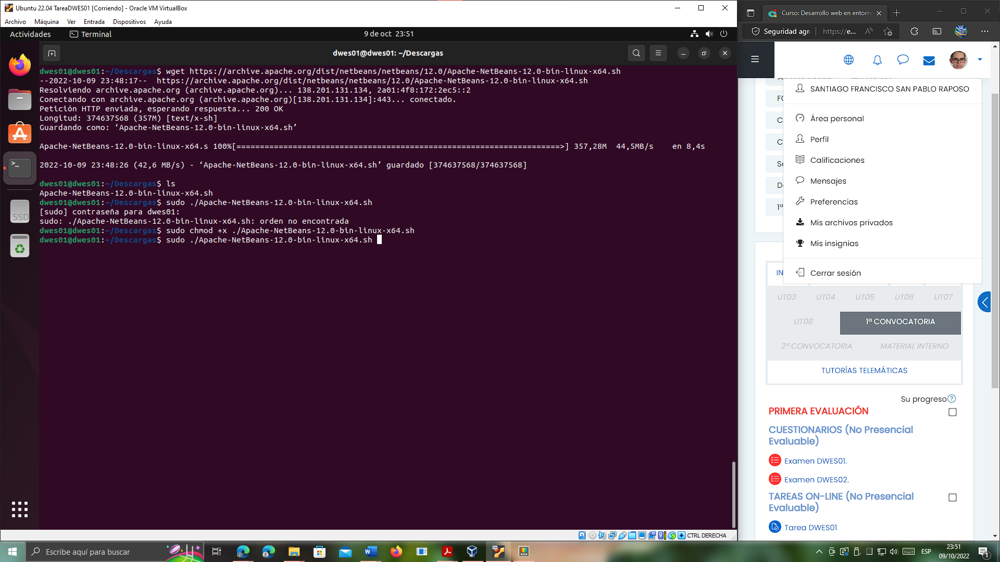 Ubuntu 22.04 TareaDWES01 [Corriendo] - Oracle VM VirtualBox
Archivo Máquina Ver Entrada Dispositivos Ayuda
Actividades Terminal 9 de oct 23:51
dwes01@dwes01: ~/Descargas
dwes01@dwes01:~/Descargas$ wget https://archive.apache.org/dist/netbeans/netbeans/12.0/Apache-NetBeans-12.0-bin-linux-x64.sh
--2022-10-09 23:48:17-- https://archive.apache.org/dist/netbeans/netbeans/12.0/Apache-NetBeans-12.0-bin-linux-x64.sh
Resolviendo archive.apache.org (archive.apache.org)... 138.201.131.134, 2a01:4f8:172:2ec5::2
Conectando con archive.apache.org (archive.apache.org)[138.201.131.134]:443... conectado.
Petición HTTP enviada, esperando respuesta... 200 OK
Longitud: 374637568 (357M) [text/x-sh]
Guardando como: ‘Apache-NetBeans-12.0-bin-linux-x64.sh’
Apache-NetBeans-12.0-bin-linux-x64.s 100%[=====================================================================>] 357,28M 44,5MB/s en 8,4s
2022-10-09 23:48:26 (42,6 MB/s) - ‘Apache-NetBeans-12.0-bin-linux-x64.sh’ guardado [374637568/374637568]
dwes01@dwes01:~/Descargas$ ls
Apache-NetBeans-12.0-bin-linux-x64.sh
dwes01@dwes01:~/Descargas$ sudo ./Apache-NetBeans-12.0-bin-linux-x64.sh
[sudo] contraseña para dwes01:
sudo: ./Apache-NetBeans-12.0-bin-linux-x64.sh: orden no encontrada
dwes01@dwes01:~/Descargas$ sudo chmod +x ./Apache-NetBeans-12.0-bin-linux-x64.sh
dwes01@dwes01:~/Descargas$ sudo ./Apache-NetBeans-12.0-bin-linux-x64.sh
SSD
CTRL DERECHA
Curso: Desarrollo web en entorn
Seguridad agr https://e...
SANTIAGO FRANCISCO SAN PABLO RAPOSO
Área personal
Perfil
Calificaciones
Mensajes
Preferencias
Mis archivos privados
Mis insignias
Cerrar sesión
FO
C
C
Se
De
1ª
IN
UT03 UT04 UT05 UT06 UT07
UT08 1ª CONVOCATORIA
2ª CONVOCATORIA MATERIAL INTERNO
TUTORÍAS TELEMÁTICAS
Su progreso
PRIMERA EVALUACIÓN
CUESTIONARIOS (No Presencial
Evaluable)
Examen DWES01.
Examen DWES02.
TAREAS ON-LINE (No Presencial
Evaluable)
Tarea DWES01
Escribe aquí para buscar
ESP
23:51
09/10/2022
1